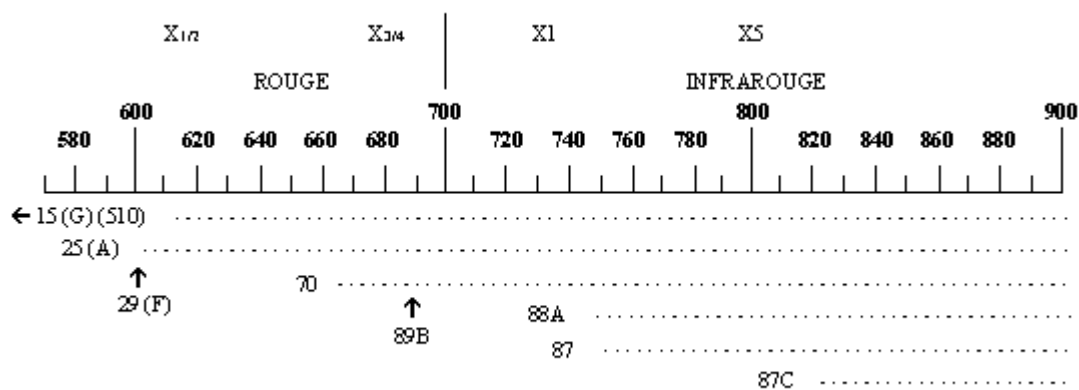 X1/2 X3/4 X1 X5
ROUGE INFRAROUGE
600 700 800 900
580 620 640 660 680 720 740 760 780 820 840 860 880
←15(G)(510)
25(A)
29(F)
70
89B
88A
87
87C